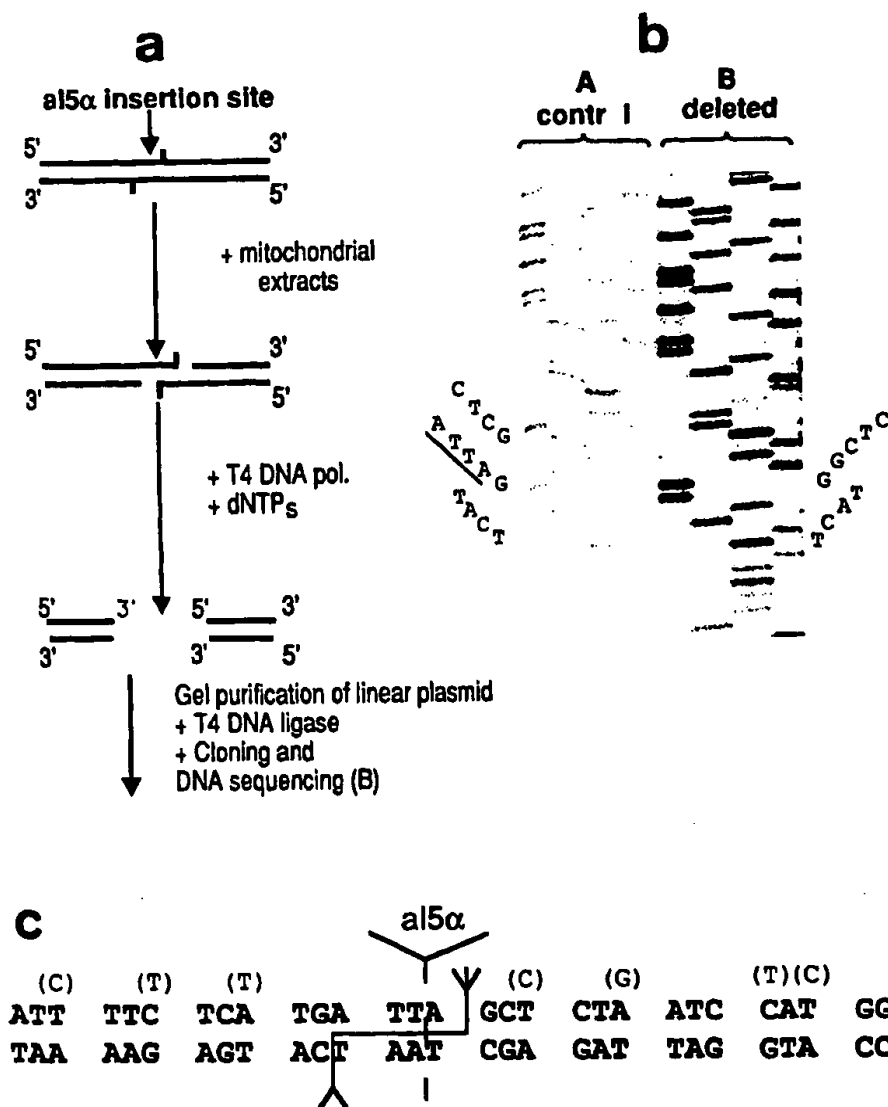 a
aI5α insertion site
5' 3'
3' 5'
+ mitochondrial
extracts
5' 3'
3' 5'
+ T4 DNA pol.
+ dNTPs
5' 3' 5' 3'
3' 3' 5'
Gel purification of linear plasmid
+ T4 DNA ligase
+ Cloning and
DNA sequencing (B)
b
A B
contr l deleted
C T C G
A T T A G
T A C T
G G C T C
T C A T
c
aI5α
(C) (T) (T) (C) (G) (T)(C)
ATT TTC TCA TGA TTA GCT CTA ATC CAT GG
TAA AAG AGT ACT AAT CGA GAT TAG GTA CC